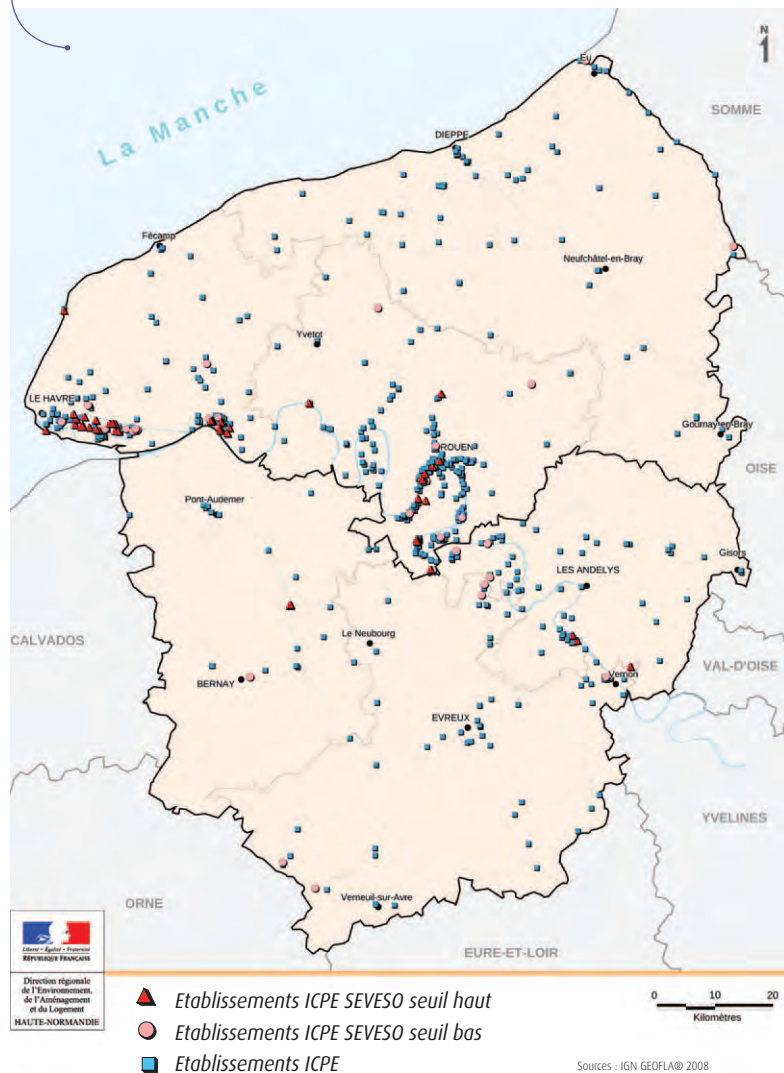 N
La Manche
Eu
SOMME
DIEPPE
Fécamp
Neufchâtel-en-Bray
Yvetot
LE HAVRE
Gournay-en-Bray
ROUEN
OISE
Pont-Audemer
Gisors
LES ANDELYS
Le Neubourg
CALVADOS
VAL-D'OISE
BERNAY
Vernon
EVREUX
YVELINES
ORNE
Verneuil-sur-Avre
EURE-ET-LOIR
Liberté • Égalité • Fraternité
RÉPUBLIQUE FRANÇAISE
Direction régionale
de l'Environnement,
de l'Aménagement
et du Logement
HAUTE-NORMANDIE
Etablissements ICPE SEVESO seuil haut
Etablissements ICPE SEVESO seuil bas
Etablissements ICPE
0 10 20
Kilomètres
Sources : IGN GEOFLA® 2008